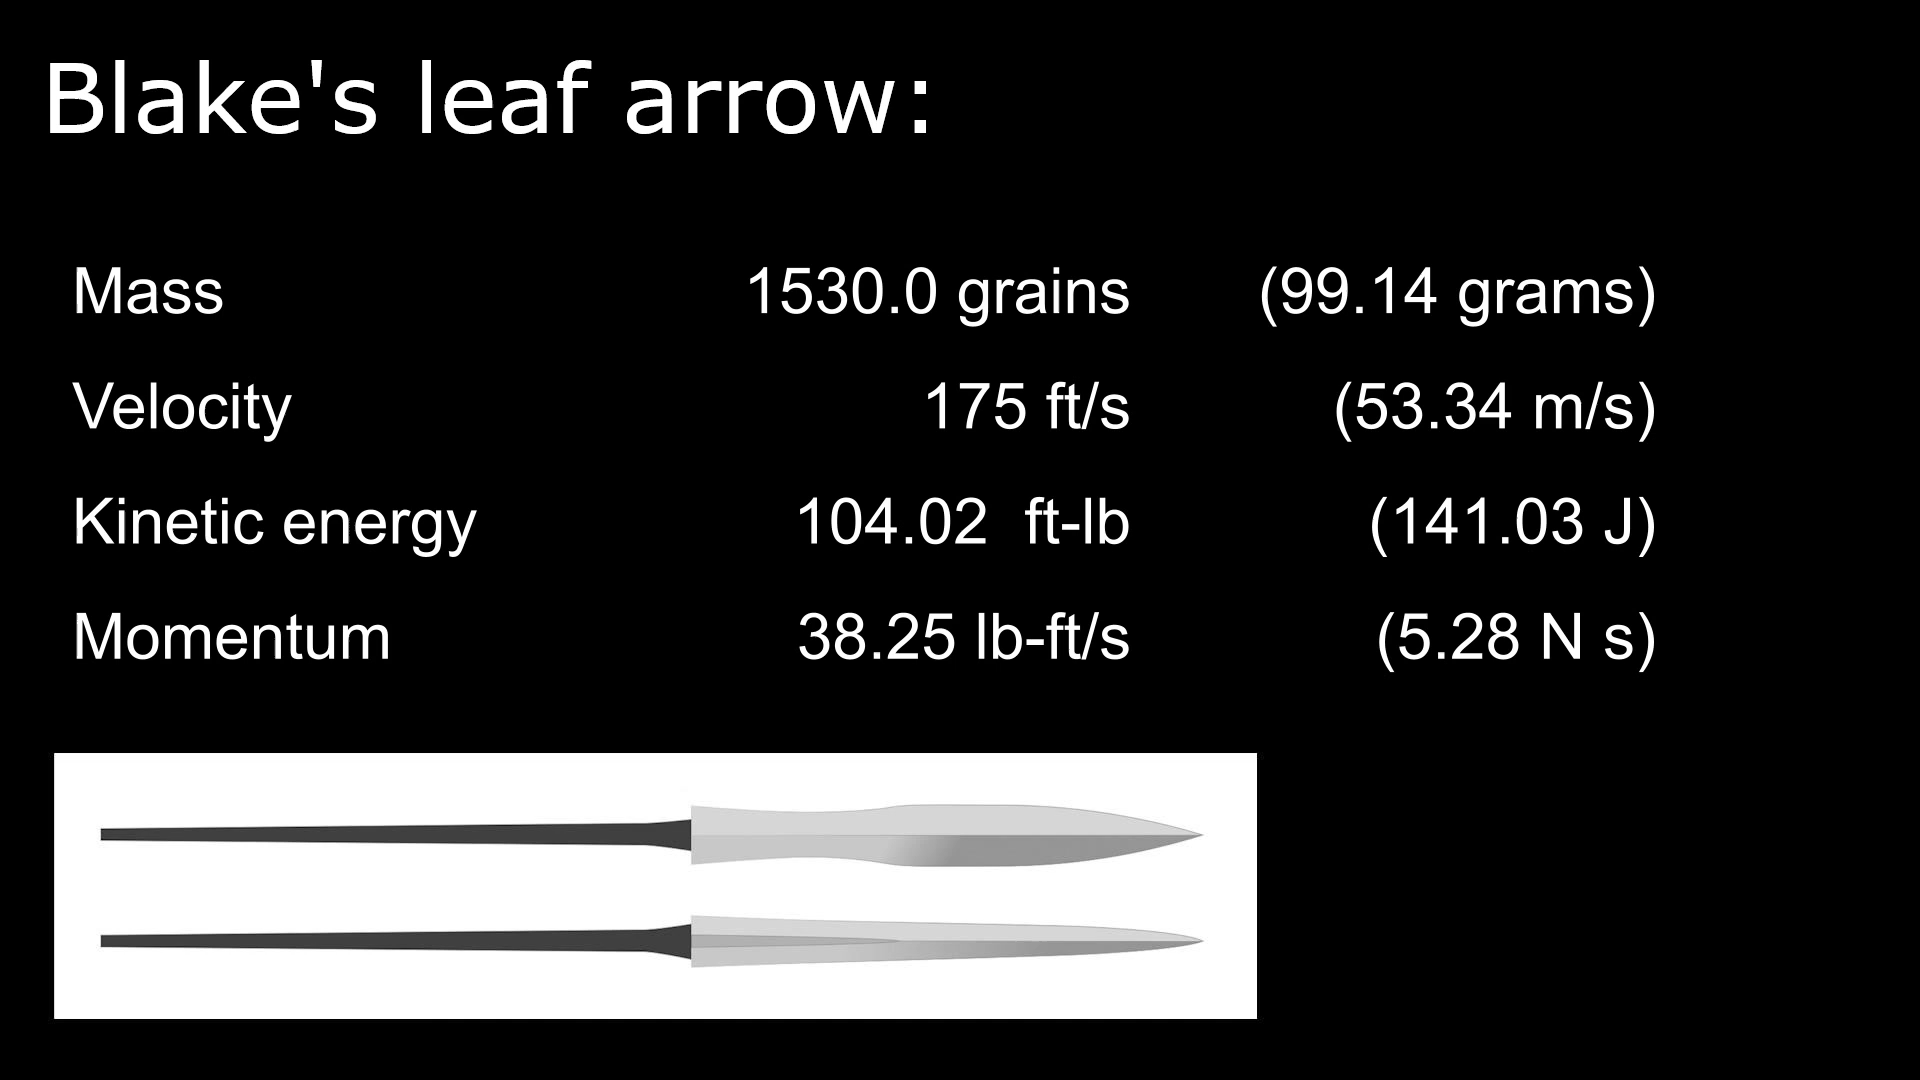 Blake's leaf arrow:
Mass 1530.0 grains (99.14 grams)
Velocity 175 ft/s (53.34 m/s)
Kinetic energy 104.02 ft-lb (141.03 J)
Momentum 38.25 lb-ft/s (5.28 N s)